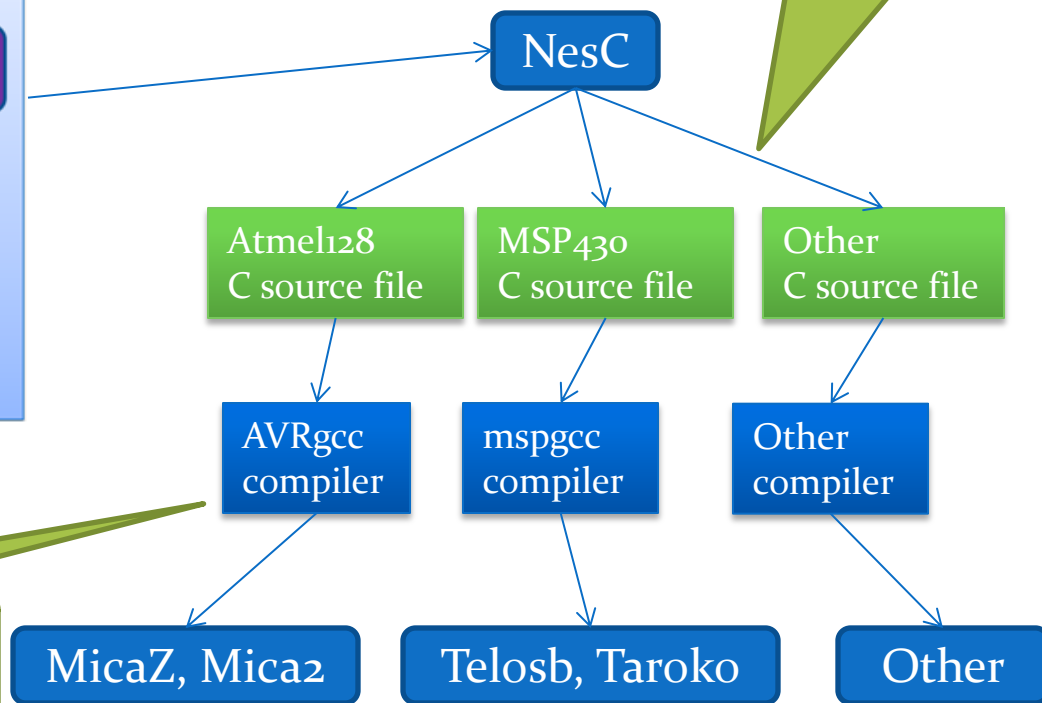 NesC
Atmel128
C source file
MSP430
C source file
Other
C source file
AVRgcc
compiler
mspgcc
compiler
Other
compiler
MicaZ, Mica2
Telosb, Taroko
Other